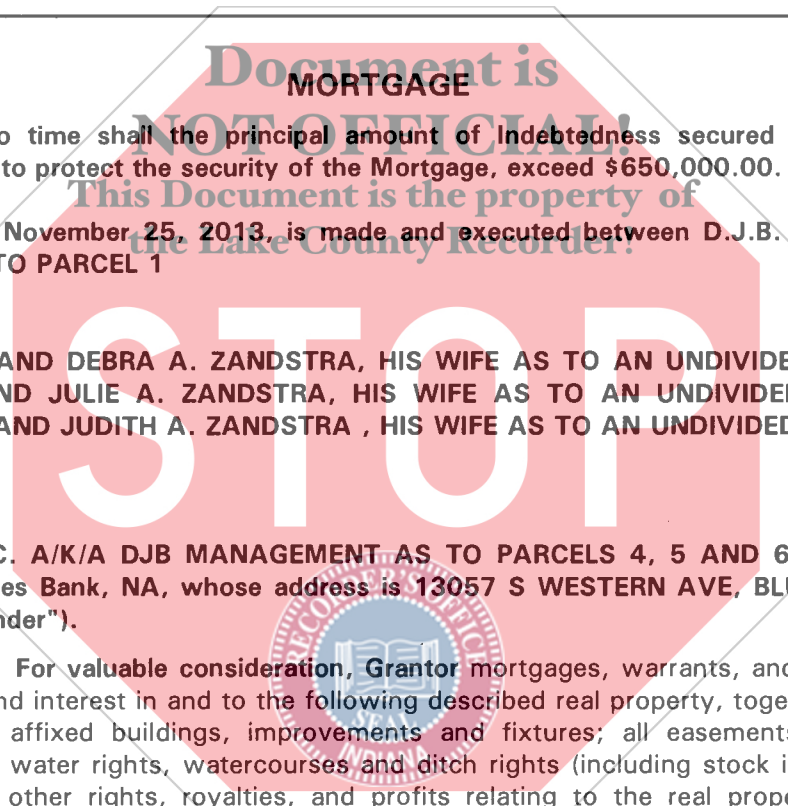 Document is
MORTGAGE
o time shall the principal amount of Indebtedness secured
NOT OFFICIAL!
to protect the security of the Mortgage, exceed $650,000.00.
This Document is the property of
November 25, 2013, is made and executed between D.J.B.
the Lake County Recorder!
TO PARCEL 1
STOP
AND DEBRA A. ZANDSTRA, HIS WIFE AS TO AN UNDIVIDE
ND JULIE A. ZANDSTRA, HIS WIFE AS TO AN UNDIVIDE
AND JUDITH A. ZANDSTRA , HIS WIFE AS TO AN UNDIVIDED
C. A/K/A DJB MANAGEMENT AS TO PARCELS 4, 5 AND 6
es Bank, NA, whose address is 13057 S WESTERN AVE, BLU
nder").
RECORDER'S OFFICE
For valuable consideration, Grantor mortgages, warrants, and
nd interest in and to the following described real property, toge
SEAL
affixed buildings, improvements and fixtures; all easements
INDIANA
water rights, watercourses and ditch rights (including stock i
other rights, royalties, and profits relating to the real prope